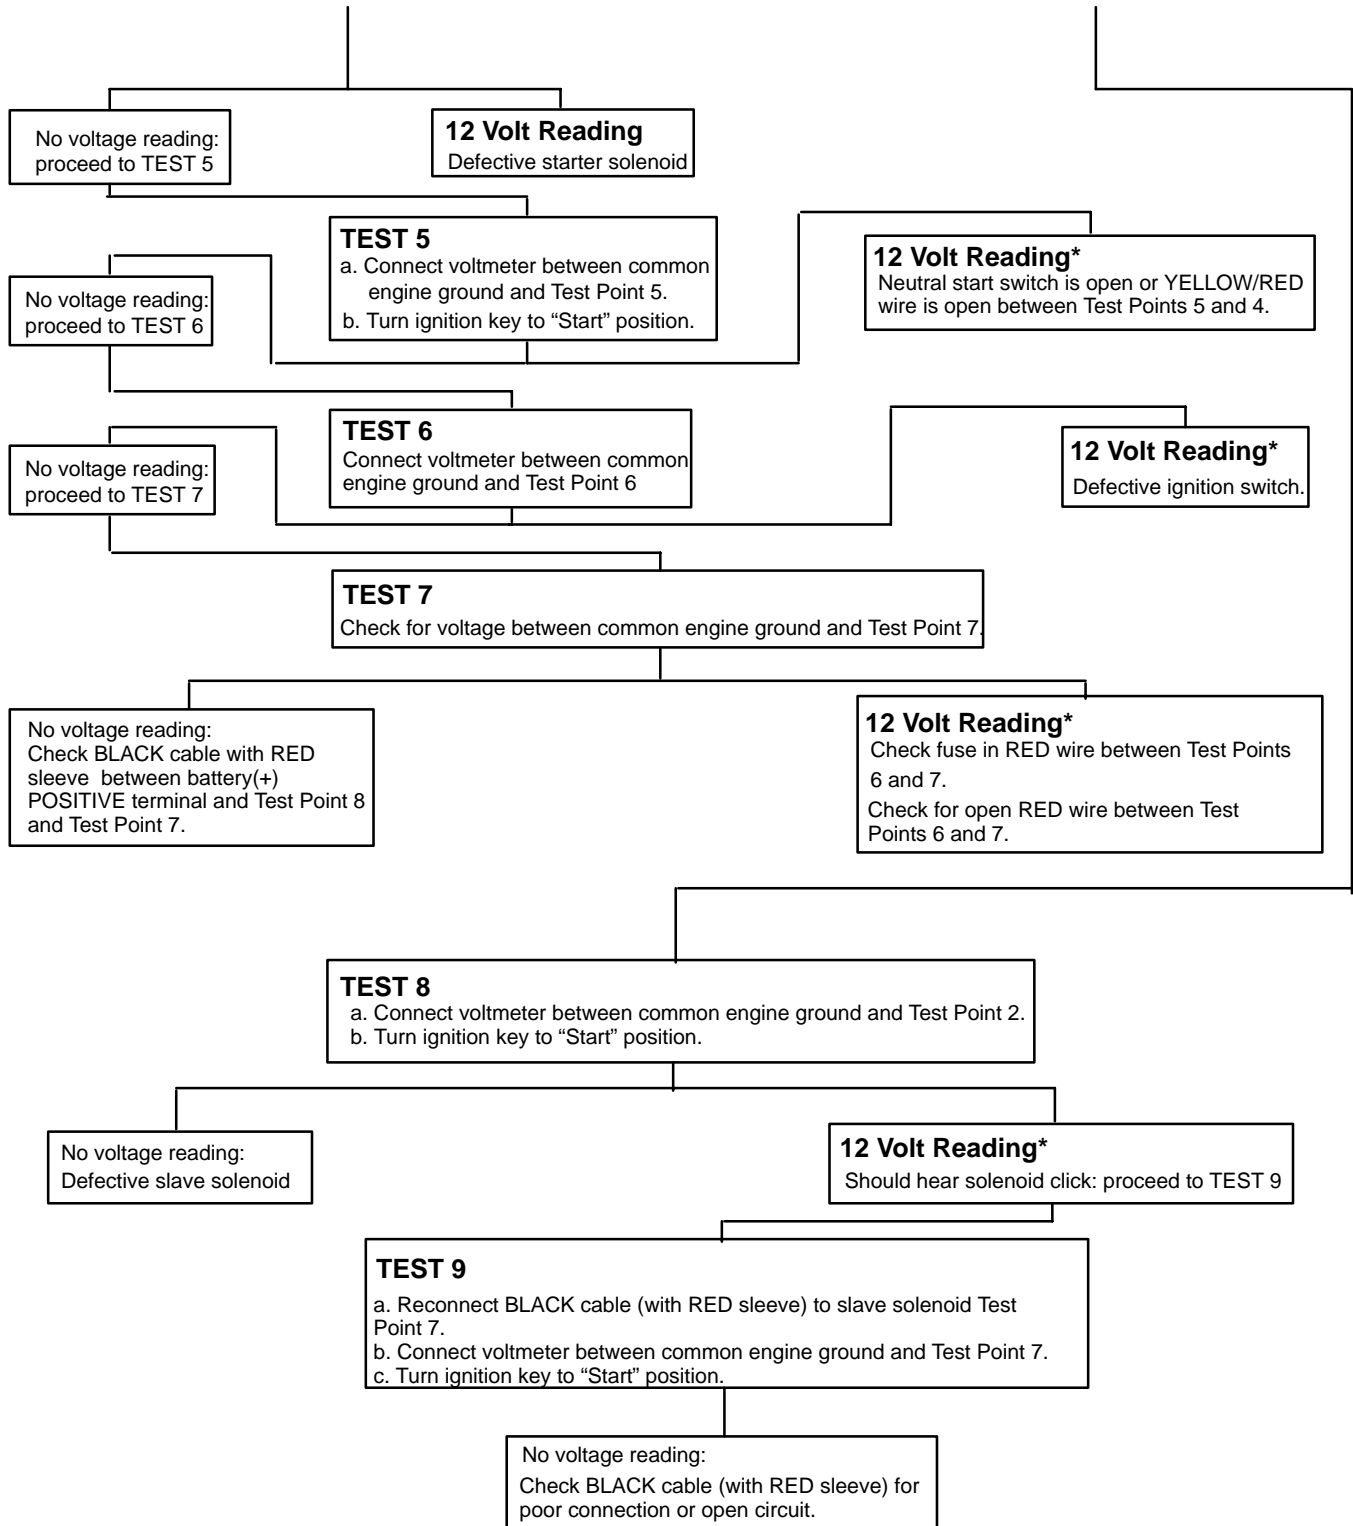 No voltage reading:
proceed to TEST 5
12 Volt Reading
Defective starter solenoid
TEST 5
a. Connect voltmeter between common
engine ground and Test Point 5.
b. Turn ignition key to “Start” position.
12 Volt Reading*
Neutral start switch is open or YELLOW/RED
wire is open between Test Points 5 and 4.
No voltage reading:
proceed to TEST 6
TEST 6
Connect voltmeter between common
engine ground and Test Point 6
12 Volt Reading*
Defective ignition switch.
No voltage reading:
proceed to TEST 7
TEST 7
Check for voltage between common engine ground and Test Point 7.
No voltage reading:
Check BLACK cable with RED
sleeve between battery(+)
POSITIVE terminal and Test Point 8
and Test Point 7.
12 Volt Reading*
Check fuse in RED wire between Test Points
6 and 7.
Check for open RED wire between Test
Points 6 and 7.
TEST 8
a. Connect voltmeter between common engine ground and Test Point 2.
b. Turn ignition key to “Start” position.
No voltage reading:
Defective slave solenoid
12 Volt Reading*
Should hear solenoid click: proceed to TEST 9
TEST 9
a. Reconnect BLACK cable (with RED sleeve) to slave solenoid Test
Point 7.
b. Connect voltmeter between common engine ground and Test Point 7.
c. Turn ignition key to “Start” position.
No voltage reading:
Check BLACK cable (with RED sleeve) for
poor connection or open circuit.